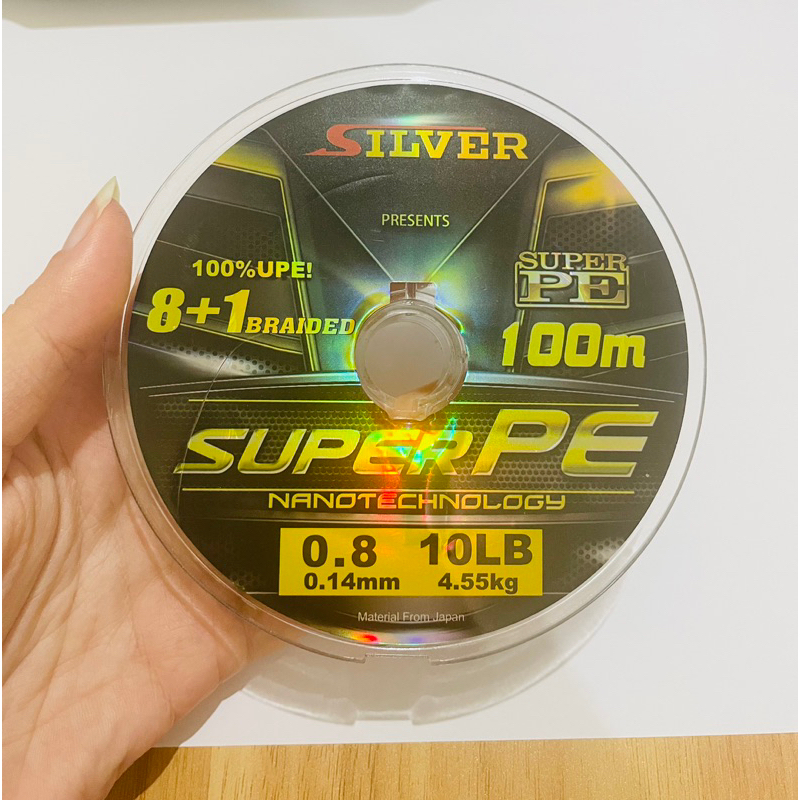 SILVER
PRESENTS
100%UPE!
8+1BRAIDED
SUPER
PE
100m
SUPERPE
NANOTECHNOLOGY
0.8 10LB
0.14mm 4.55kg
Material From Japan